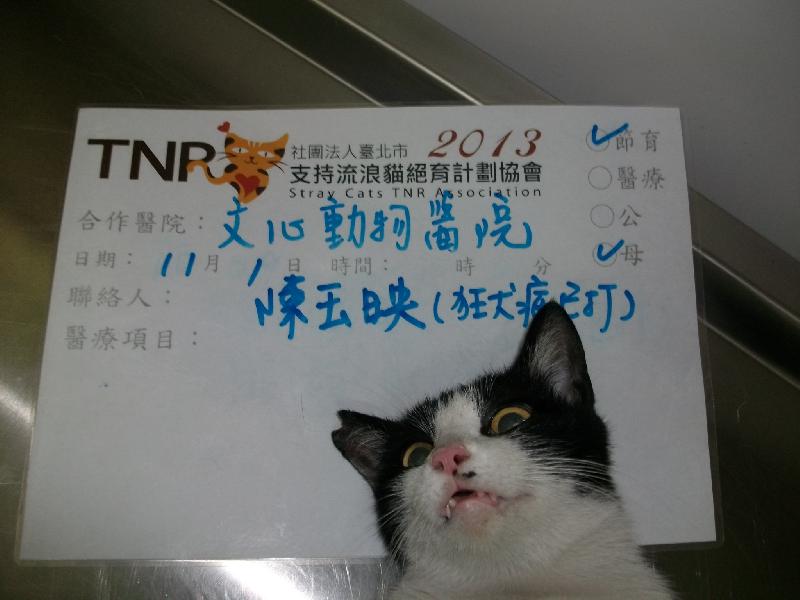 TNR 社團法人臺北市 2013
支持流浪貓絕育計劃協會
Stray Cats TNR Association
節育
醫療
公
母
合作醫院：文心動物醫院
日期：11月1日 時間： 時 分
聯絡人：陳玉映(狂犬病已打)
醫療項目：